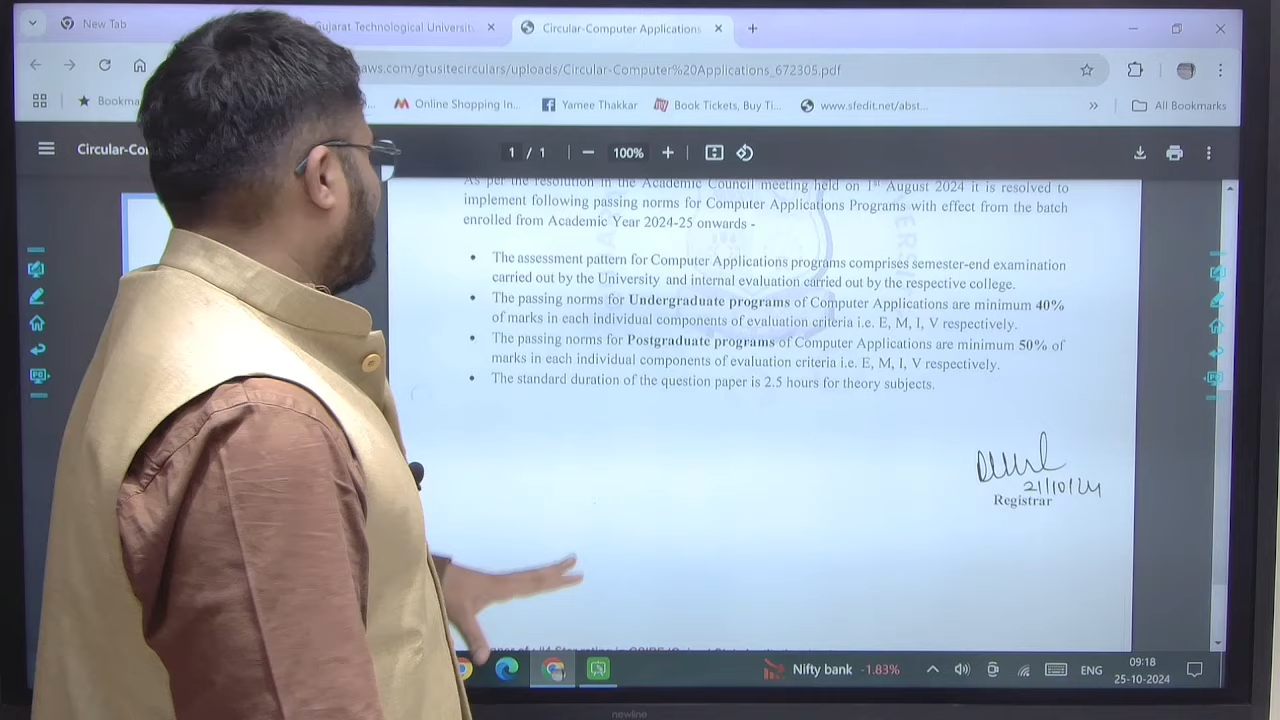 New Tab
Gujarat Technological Universit
Circular-Computer Applications
aws.com/gtusitecirculars/uploads/Circular-Computer%20Applications_672305.pdf
Bookma
Online Shopping In...
Yamee Thakkar
Book Tickets, Buy Ti...
www.sfedit.net/abst...
All Bookmarks
Circular-Co
1 / 1
100%
As per the resolution in the Academic Council meeting held on 1st August 2024 it is resolved to
implement following passing norms for Computer Applications Programs with effect from the batch
enrolled from Academic Year 2024-25 onwards -
• The assessment pattern for Computer Applications programs comprises semester-end examination
carried out by the University and internal evaluation carried out by the respective college.
• The passing norms for Undergraduate programs of Computer Applications are minimum 40%
of marks in each individual components of evaluation criteria i.e. E, M, I, V respectively.
• The passing norms for Postgraduate programs of Computer Applications are minimum 50% of
marks in each individual components of evaluation criteria i.e. E, M, I, V respectively.
• The standard duration of the question paper is 2.5 hours for theory subjects.
21/10/24
Registrar
Nifty bank -1.83%
ENG
09:18
25-10-2024
newline